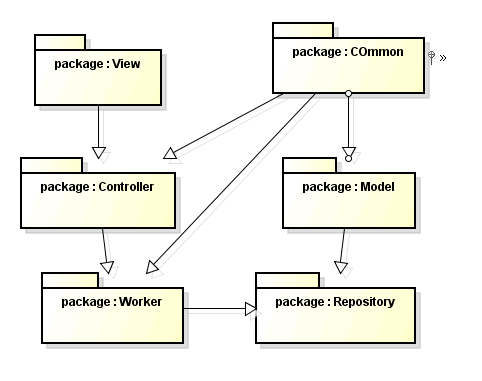 package : View
package : COmmon
package : Controller
package : Model
package : Worker
package : Repository